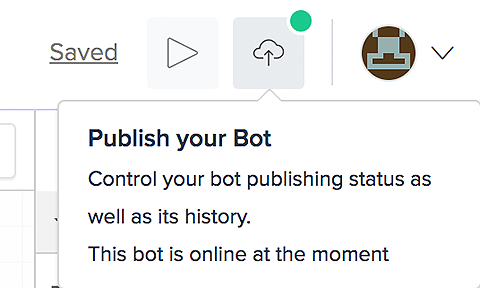 Saved
Publish your Bot
Control your bot publishing status as
well as its history.
This bot is online at the moment